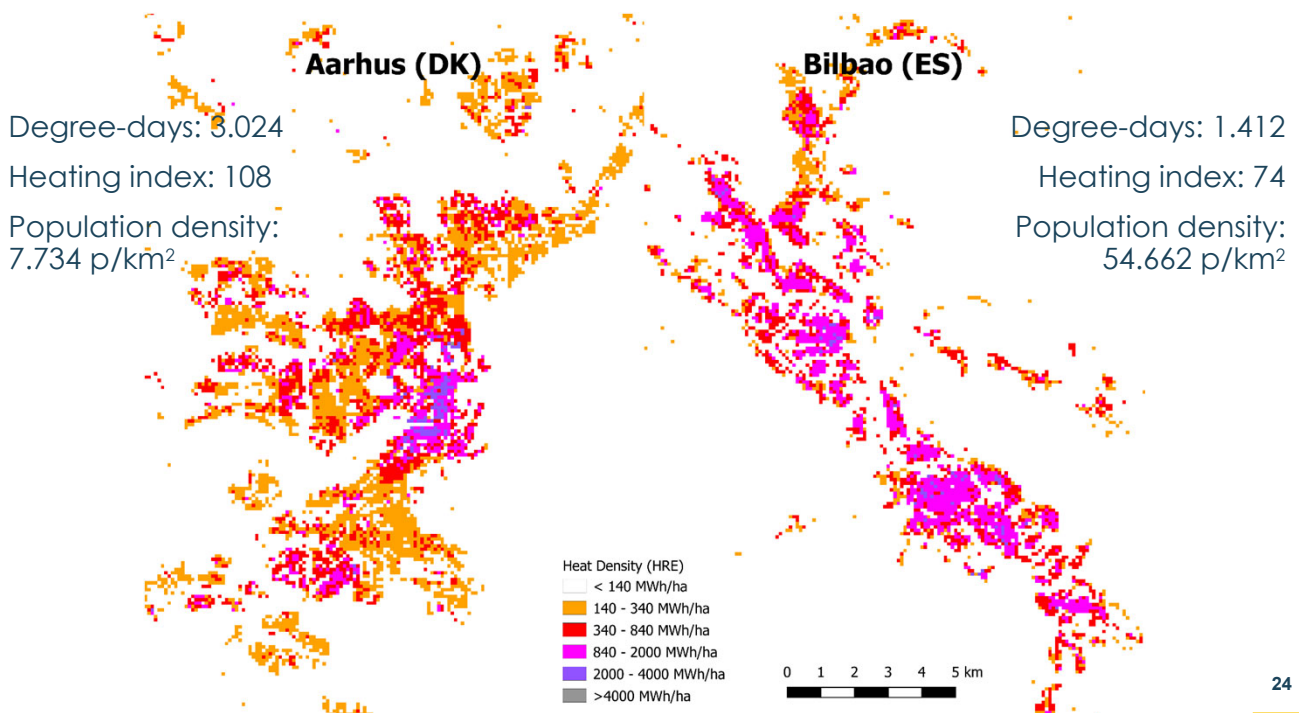 Aarhus (DK)
Degree-days: 3.024
Heating index: 108
Population density:
7.734 p/km²
Bilbao (ES)
Degree-days: 1.412
Heating index: 74
Population density:
54.662 p/km²
Heat Density (HRE)
< 140 MWh/ha
140 - 340 MWh/ha
340 - 840 MWh/ha
840 - 2000 MWh/ha
2000 - 4000 MWh/ha
>4000 MWh/ha
0 1 2 3 4 5 km
24